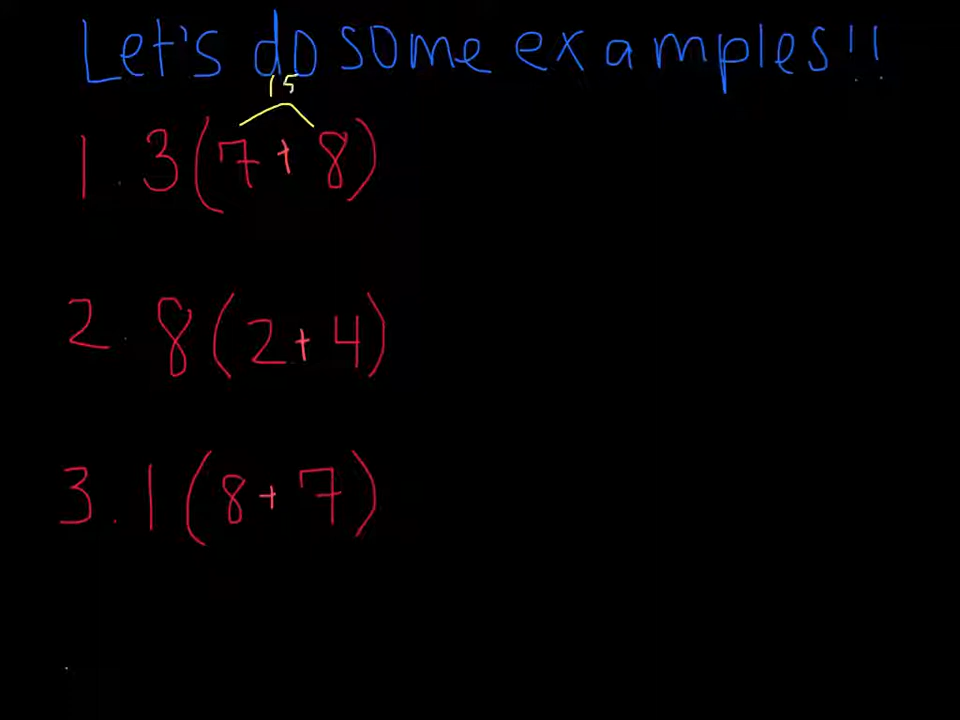 Let's do some examples!!
15
1. 3(7+8)
2. 8(2+4)
3. 1(8+7)